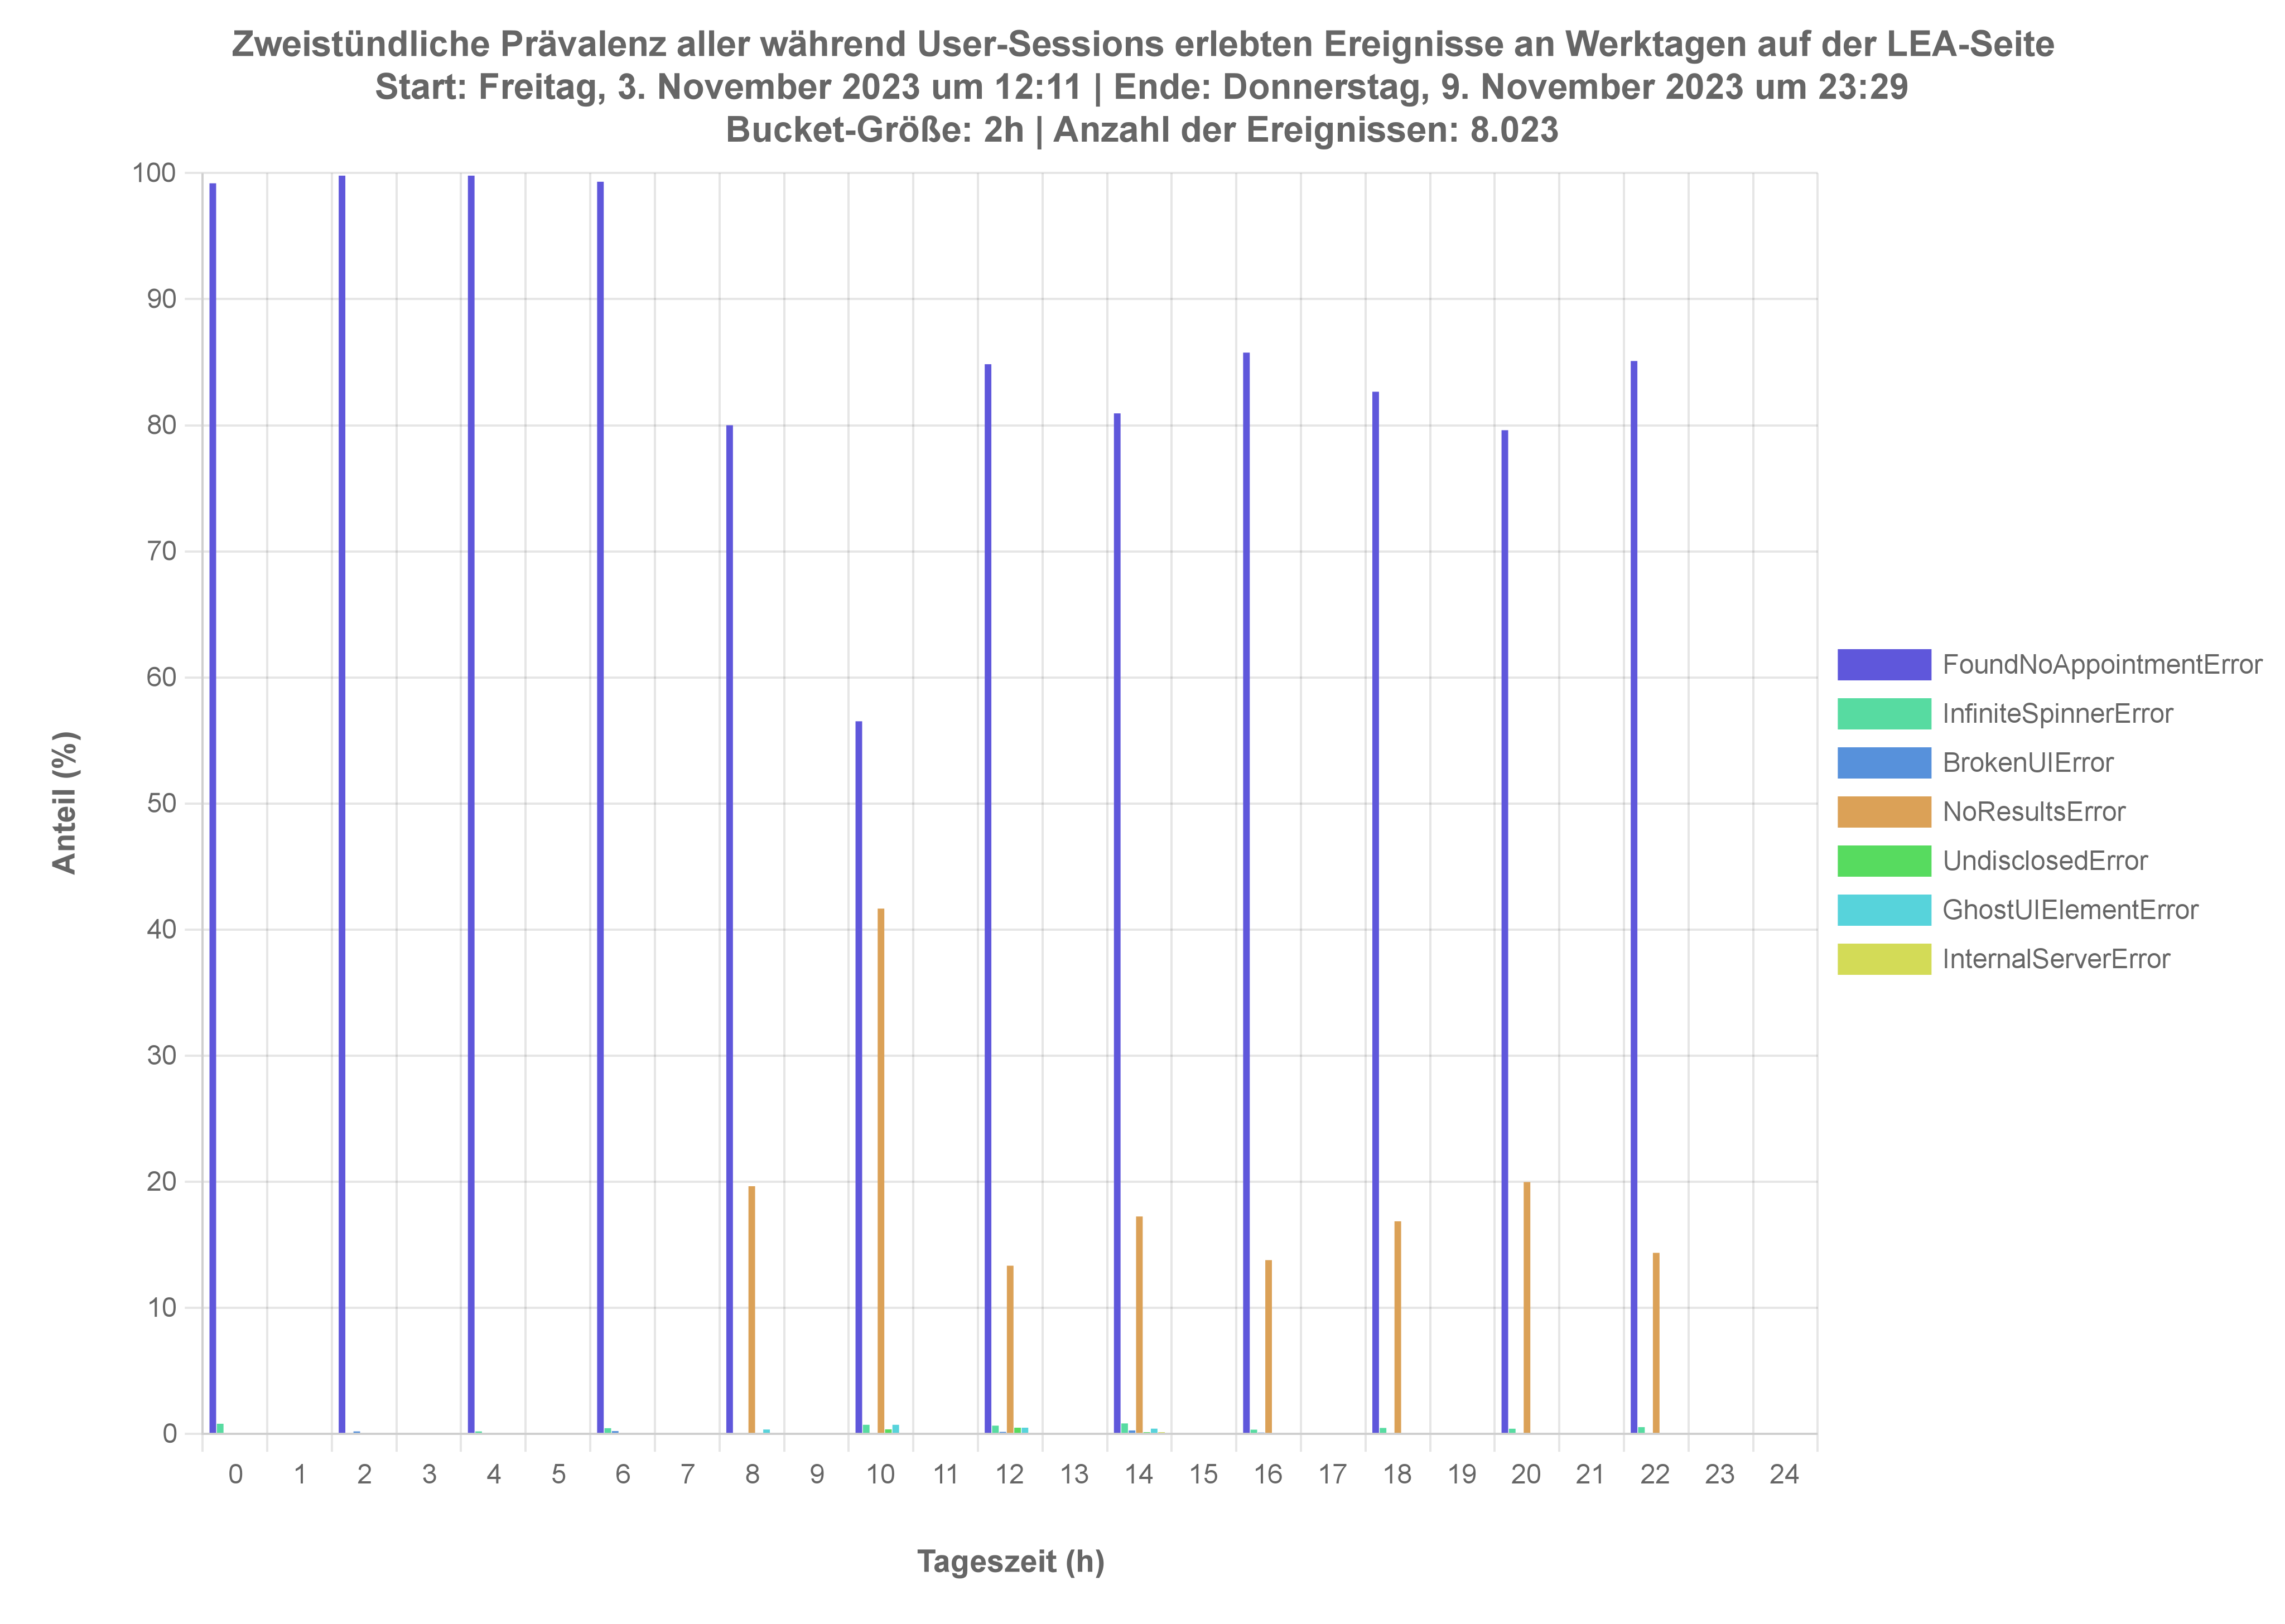 Zweistündliche Prävalenz aller während User-Sessions erlebten Ereignisse an Werktagen auf der LEA-Seite
Start: Freitag, 3. November 2023 um 12:11 | Ende: Donnerstag, 9. November 2023 um 23:29
Bucket-Größe: 2h | Anzahl der Ereignissen: 8.023
100
90
80
70
60
50
40
30
20
10
0
Anteil (%)
0 1 2 3 4 5 6 7 8 9 10 11 12 13 14 15 16 17 18 19 20 21 22 23 24
Tageszeit (h)
FoundNoAppointmentError
InfiniteSpinnerError
BrokenUIError
NoResultsError
UndisclosedError
GhostUIElementError
InternalServerError